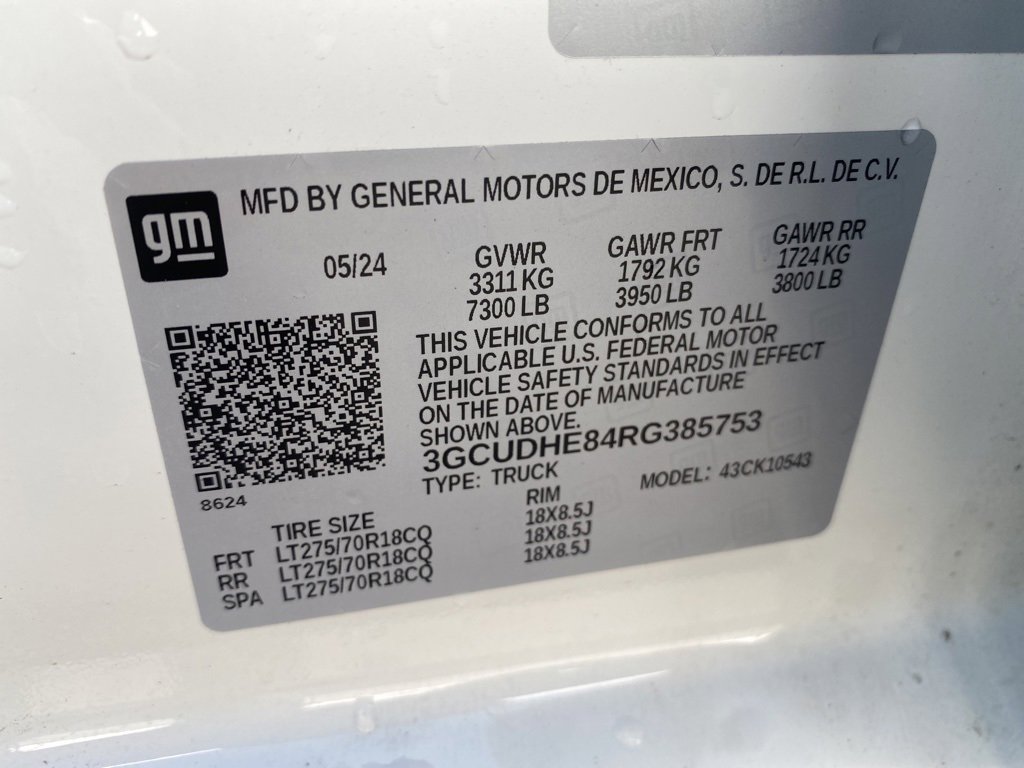 gm
MFD BY GENERAL MOTORS DE MEXICO, S. DE R.L. DE C.V.
05/24
GVWR
3311 KG
7300 LB
GAWR FRT
1792 KG
3950 LB
GAWR RR
1724 KG
3800 LB
THIS VEHICLE CONFORMS TO ALL
APPLICABLE U.S. FEDERAL MOTOR
VEHICLE SAFETY STANDARDS IN EFFECT
ON THE DATE OF MANUFACTURE
SHOWN ABOVE.
3GCUDHE84RG385753
TYPE: TRUCK
MODEL: 43CK10543
8624
TIRE SIZE RIM
FRT LT275/70R18CQ 18X8.5J
RR LT275/70R18CQ 18X8.5J
SPA LT275/70R18CQ 18X8.5J